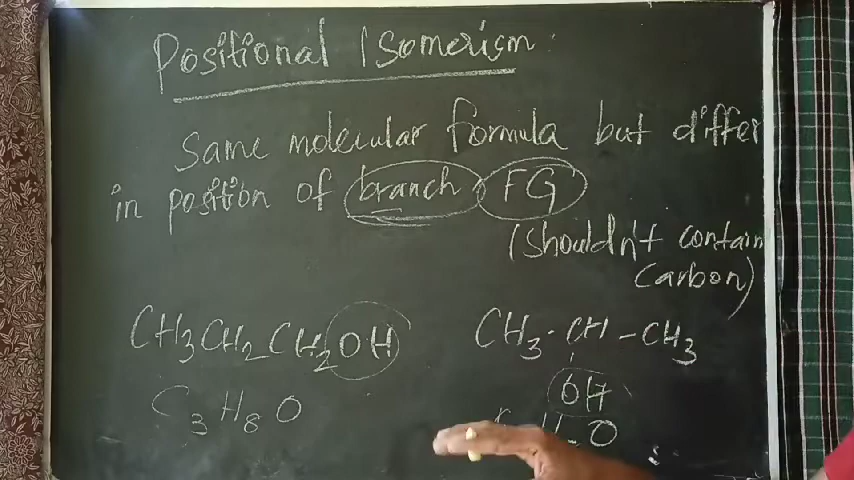 Positional Isomerism
Same molecular formula but differ
in position of branch, FG
(Shouldn't contain
Carbon)
CH3CH2CH2OH
CH3-CH-CH3
OH
C3H8O
O